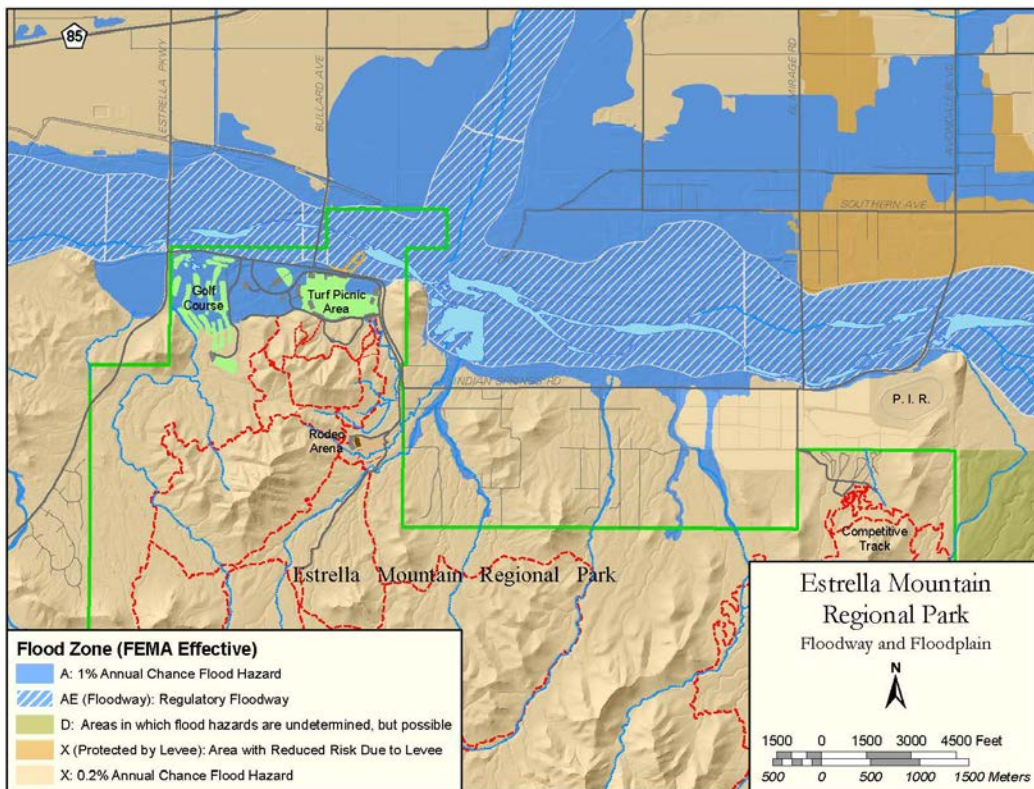 85
ESTRELLA PKWY
BULLARD AVE
EL MIRAGE RD
AVONDALE BLVD
SOUTHERN AVE
Golf
Course
Turf Picnic
Area
INDIAN SPRINGS RD
P. I. R.
Rodeo
Arena
Competitive
Track
Estrella Mountain Regional Park
Estrella Mountain
Regional Park
Floodway and Floodplain
N
1500 0 1500 3000 4500 Feet
500 0 500 1000 1500 Meters
Flood Zone (FEMA Effective)
A: 1% Annual Chance Flood Hazard
AE (Floodway): Regulatory Floodway
D: Areas in which flood hazards are undetermined, but possible
X (Protected by Levee): Area with Reduced Risk Due to Levee
X: 0.2% Annual Chance Flood Hazard